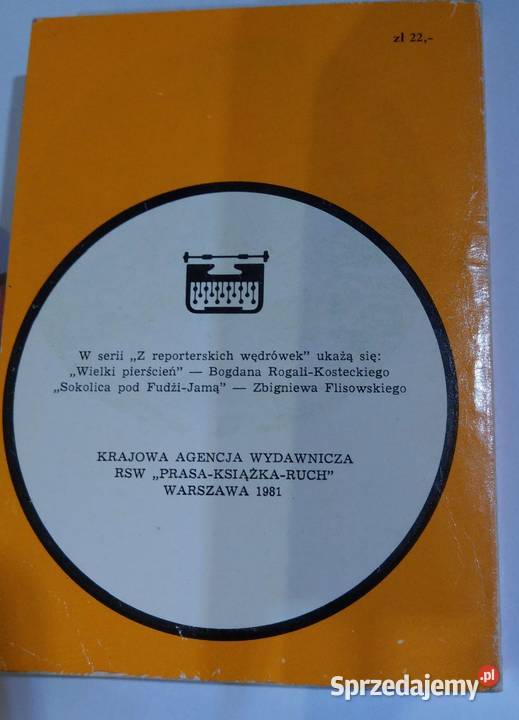 zł 22,-
W serii „Z reporterskich wędrówek” ukażą się:
„Wielki pierścień” — Bogdana Rogali-Kosteckiego
„Sokolica pod Fudżi-Jamą” — Zbigniewa Flisowskiego
KRAJOWA AGENCJA WYDAWNICZA
RSW „PRASA-KSIĄŻKA-RUCH”
WARSZAWA 1981
Sprzedajemy.pl